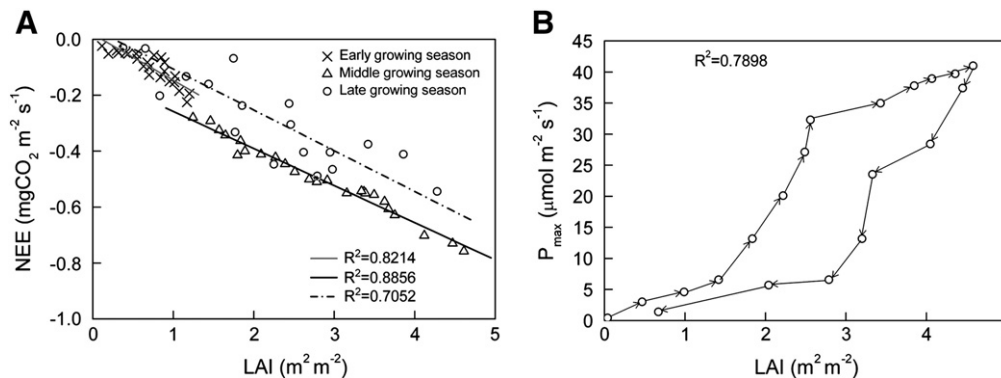 A
NEE (mgCO2 m-2 s-1)
0.0
-0.2
-0.4
-0.6
-0.8
-1.0
Early growing season
Middle growing season
Late growing season
R2=0.8214
R2=0.8856
R2=0.7052
0 1 2 3 4 5
LAI (m2 m-2)
B
Pmax (μmol m-2 s-1)
45
40
35
30
25
20
15
10
5
0
R2=0.7898
0 1 2 3 4
LAI (m2 m-2)